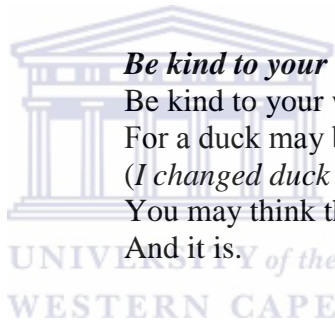 Be kind to your
Be kind to your
For a duck may
(I changed duck
You may think
And it is.
UNIVERSITY of the
WESTERN CAPE